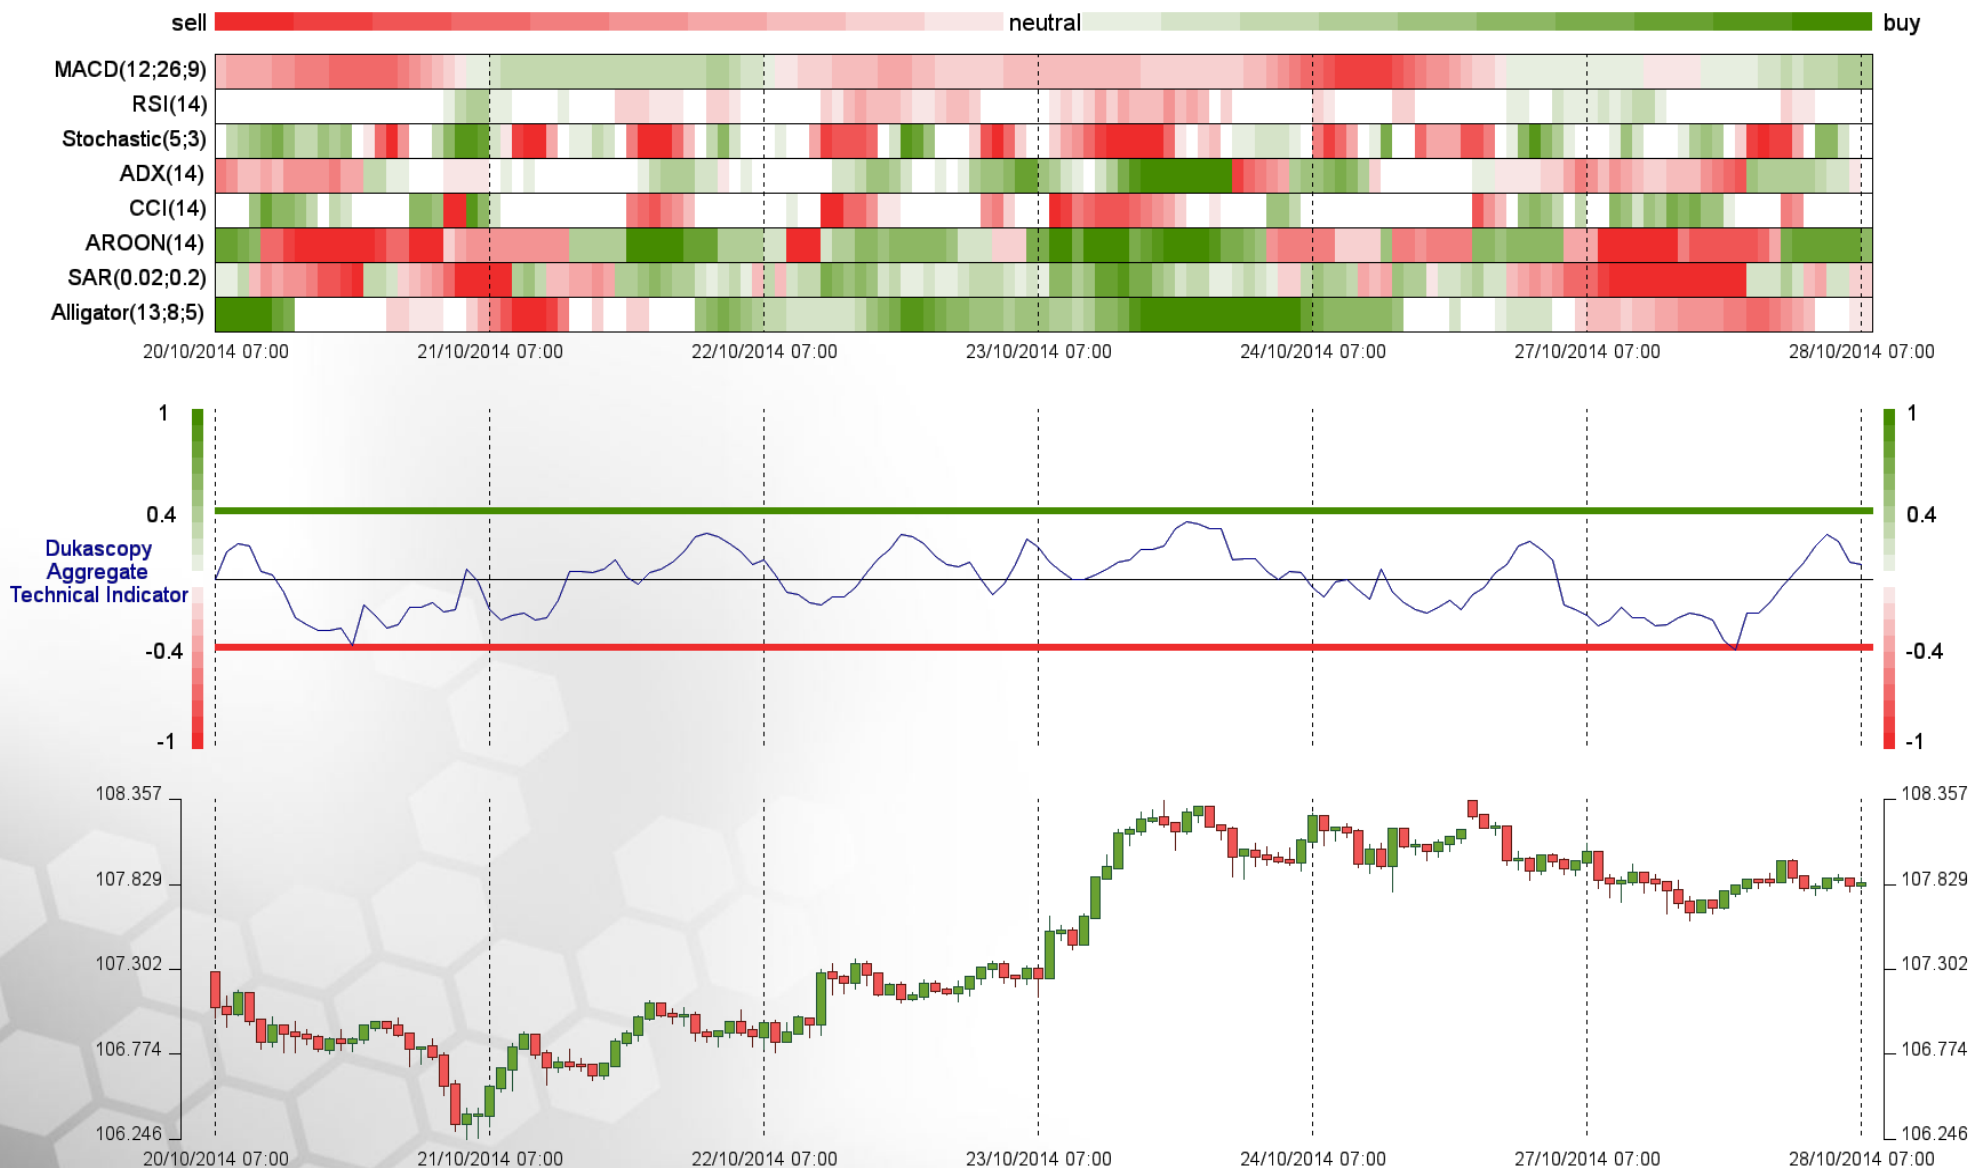 sell neutral buy
MACD(12;26;9)
RSI(14)
Stochastic(5;3)
ADX(14)
CCI(14)
AROON(14)
SAR(0.02;0.2)
Alligator(13;8;5)
20/10/2014 07:00 21/10/2014 07:00 22/10/2014 07:00 23/10/2014 07:00 24/10/2014 07:00 27/10/2014 07:00 28/10/2014 07:00
1 1
0.4 0.4
Dukascopy
Aggregate
Technical Indicator
-0.4 -0.4
-1 -1
108.357 108.357
107.829 107.829
107.302 107.302
106.774 106.774
106.246 106.246
20/10/2014 07:00 21/10/2014 07:00 22/10/2014 07:00 23/10/2014 07:00 24/10/2014 07:00 27/10/2014 07:00 28/10/2014 07:00